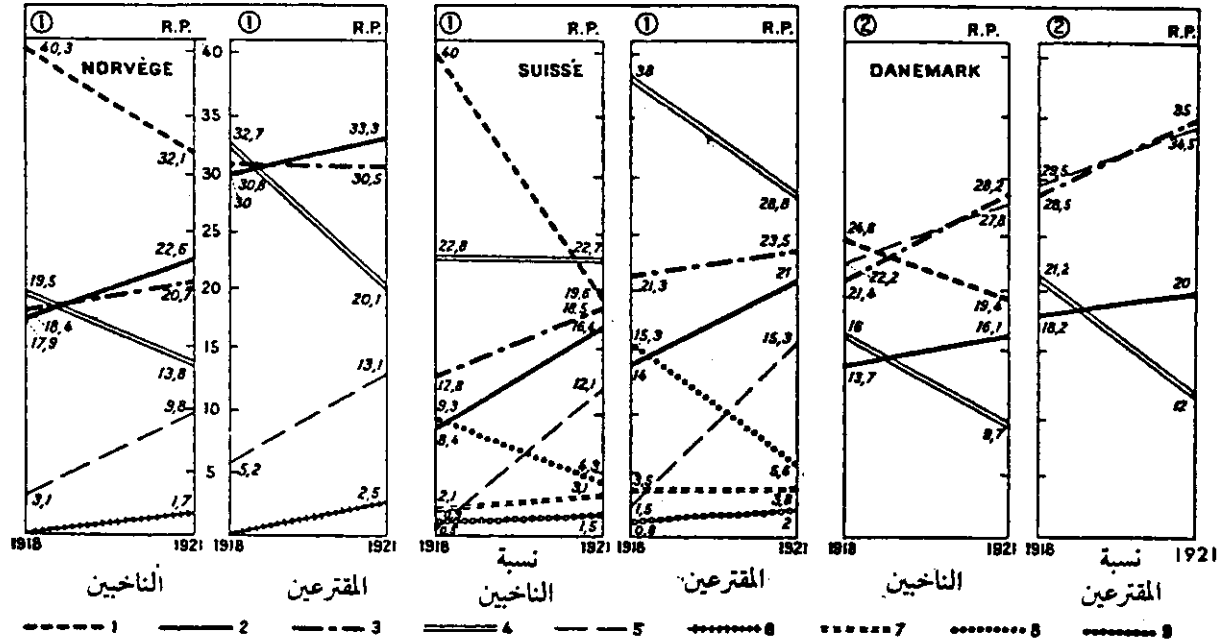 ① R.P. ① R.P. ① R.P. ① R.P. ② R.P. ② R.P.
NORVÈGE SUISSE DANEMARK
40,3 40 40 38
35 35
32,1 32,7 33,3 34,5
30 30,8 30,5 30 29,5 28,5
28,8 28,2 27,8
25 26,8
22,6 22,8 22,7 23,5 22,2 21,4
20 20,7 19,5 20,1 21,3 21 21,2 20
18,4 17,9 19,6 18,5 16,4 19,4 18,2
15 13,8 13,1 15,3 15,3 14 16 16,1 13,7
12,8 12,1 12
10 9,8 9,3 8,4 9,7
5 5,2 4,3 5,6
3,1 1,7 2,5 2,1 3,1 3,5 3,8
1,5 1,5 0,8 2
1918 1921 1918 1921 1918 1921 1918 1921 1918 1921 1918 1921
الناخبين المقترعين نسبة الناخبين المقترعين الناخبين نسبة المقترعين
1 2 3 4 5 6 7 8 9